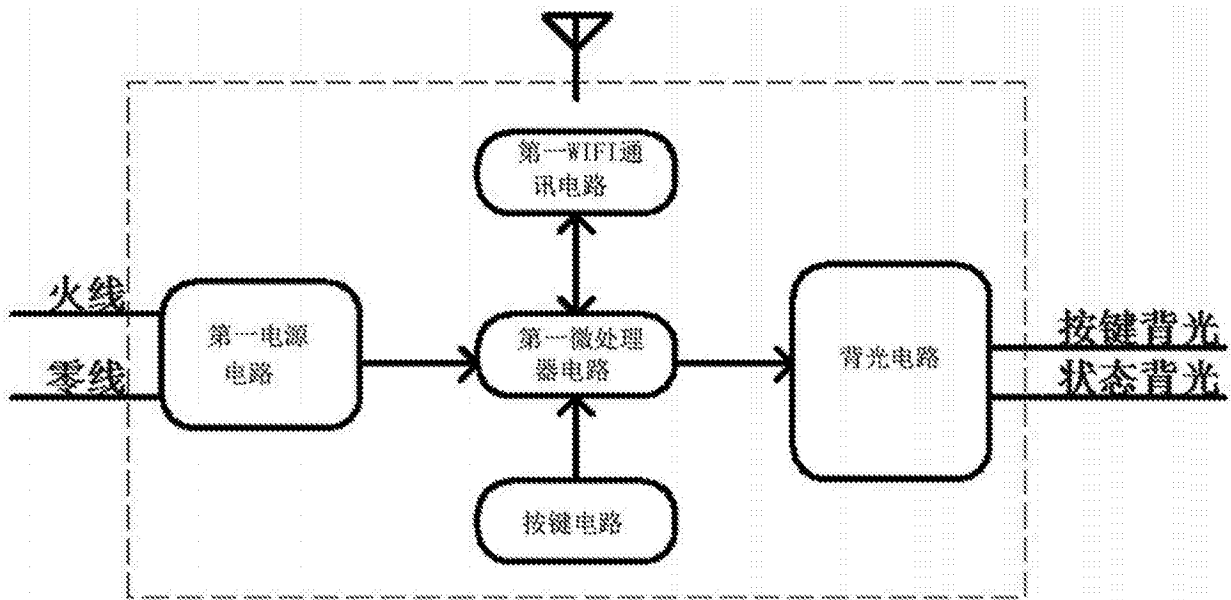 第一WIFI通
讯电路
火线
零线
第一电源
电路
第一微处理
器电路
背光电路
按键背光
状态背光
按键电路